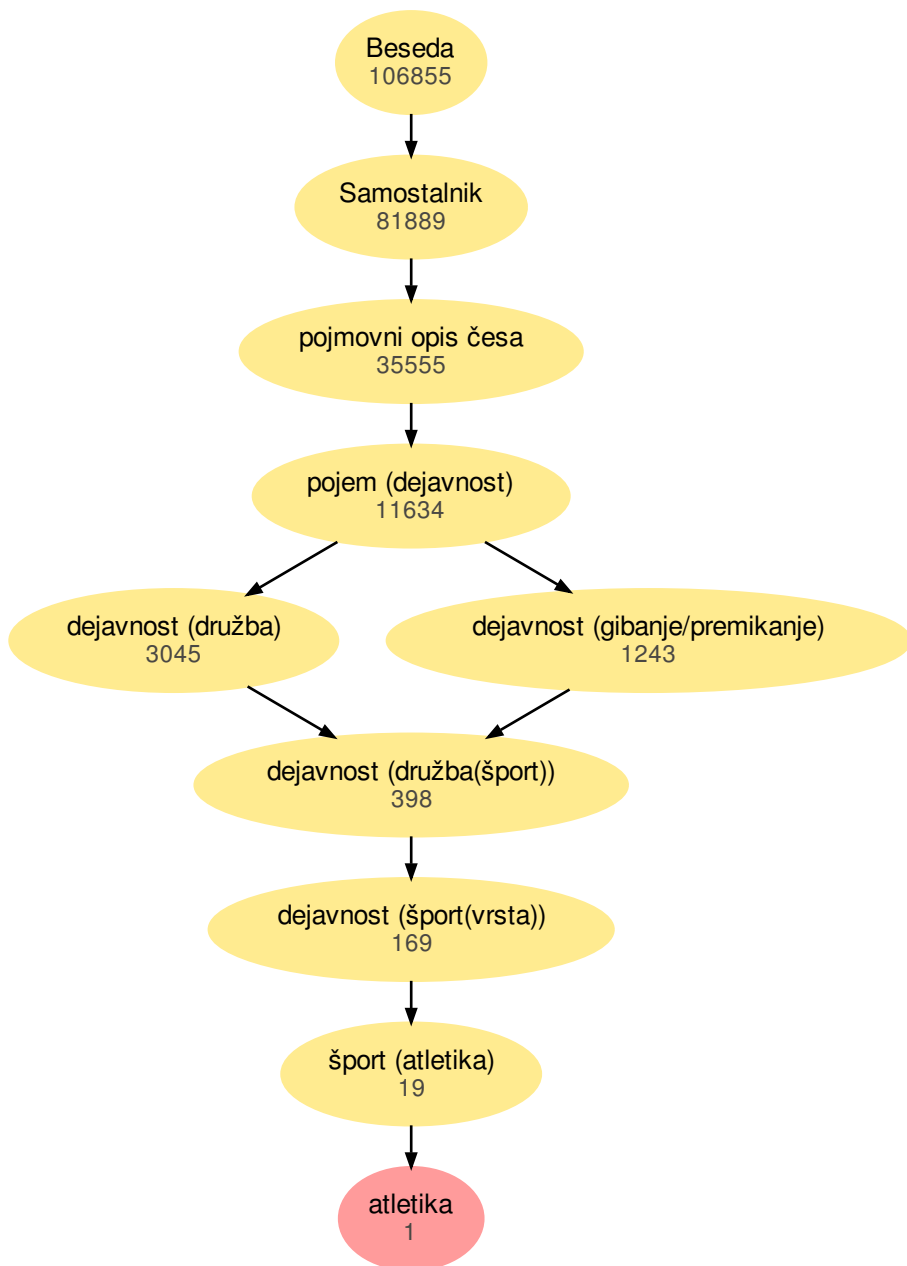 Beseda
106855
Samostalnik
81889
pojmovni opis česa
35555
pojem (dejavnost)
11634
dejavnost (družba)
3045
dejavnost (gibanje/premikanje)
1243
dejavnost (družba(šport))
398
dejavnost (šport(vrsta))
169
šport (atletika)
19
atletika
1